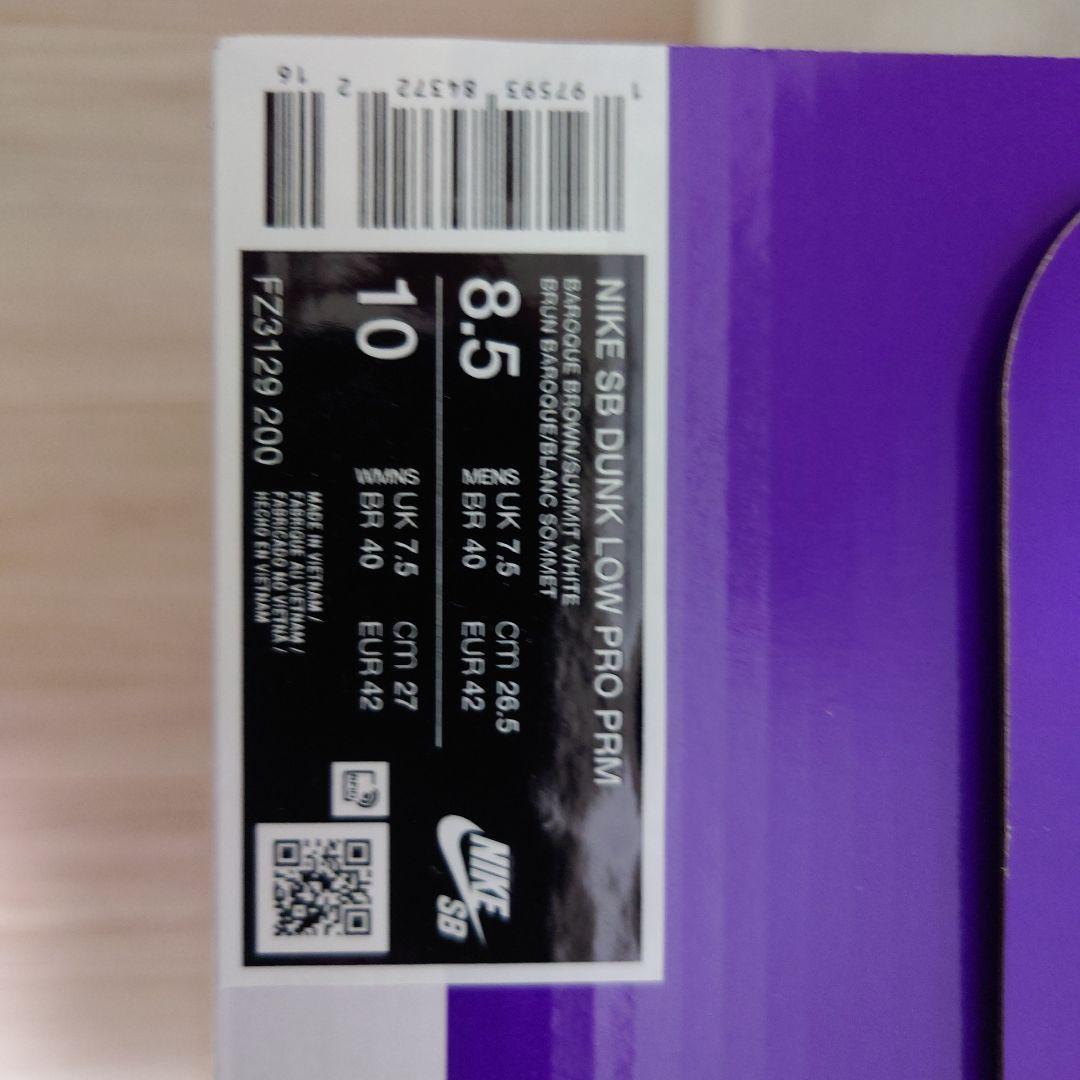 NIKE SB DUNK LOW PRO PRM
BAROQUE BROWN/SUMMIT WHITE
BRUN BAROQUE/BLANC SOMMET
8.5
MENS
UK 7.5 CM 26.5
BR 40 EUR 42
10
WMNS
UK 7.5 CM 27
BR 40 EUR 42
FZ3129 200
MADE IN VIETNAM /
FABRIQUE AU VIETNAM /
FABRICADO NO VIETNÃ /
HECHO EN VIETNAM
NIKE
SB
1 97593 84372 2 16